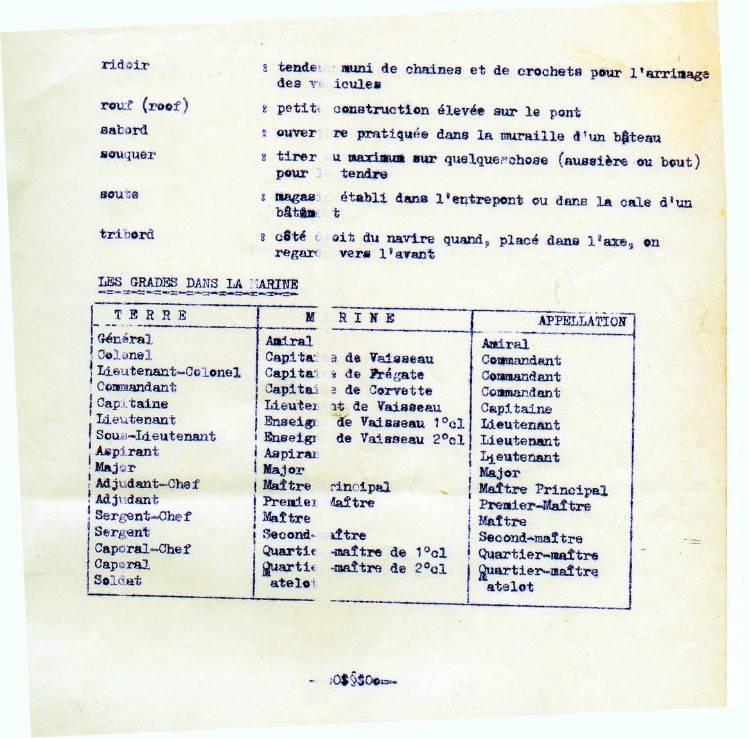 ridoir : tendeur muni de chaines et de crochets pour l'arrimage
des véicules
rouf (roof) : petite construction élevée sur le pont
sabord : ouverture pratiquée dans la muraille d'un bâteau
souquer : tirer au maximum sur quelquechose (aussière ou bout)
pour le tendre
soute : magasin établi dans l'entrepont ou dans la cale d'un
bâtiment
tribord : côté droit du navire quand, placé dans l'axe, on
regarde vers l'avant
LES GRADES DANS LA MARINE
TERRE MARINE APPELLATION
Général Amiral Amiral
Colonel Capitaine de Vaisseau Commandant
Lieutenant-Colonel Capitaine de Frégate Commandant
Commandant Capitaine de Corvette Commandant
Capitaine Lieutenant de Vaisseau Capitaine
Lieutenant Enseigne de Vaisseau 1°cl Lieutenant
Sous-Lieutenant Enseigne de Vaisseau 2°cl Lieutenant
Aspirant Aspirant Lieutenant
Major Major Major
Adjudant-Chef Maître Principal Maître Principal
Adjudant Premier Maître Premier-Maître
Sergent-Chef Maître Maître
Sergent Second-maître Second-maître
Caporal-Chef Quartier-maître de 1°cl Quartier-maître
Caporal Quartier-maître de 2°cl Quartier-maître
Soldat Matelot Matelot